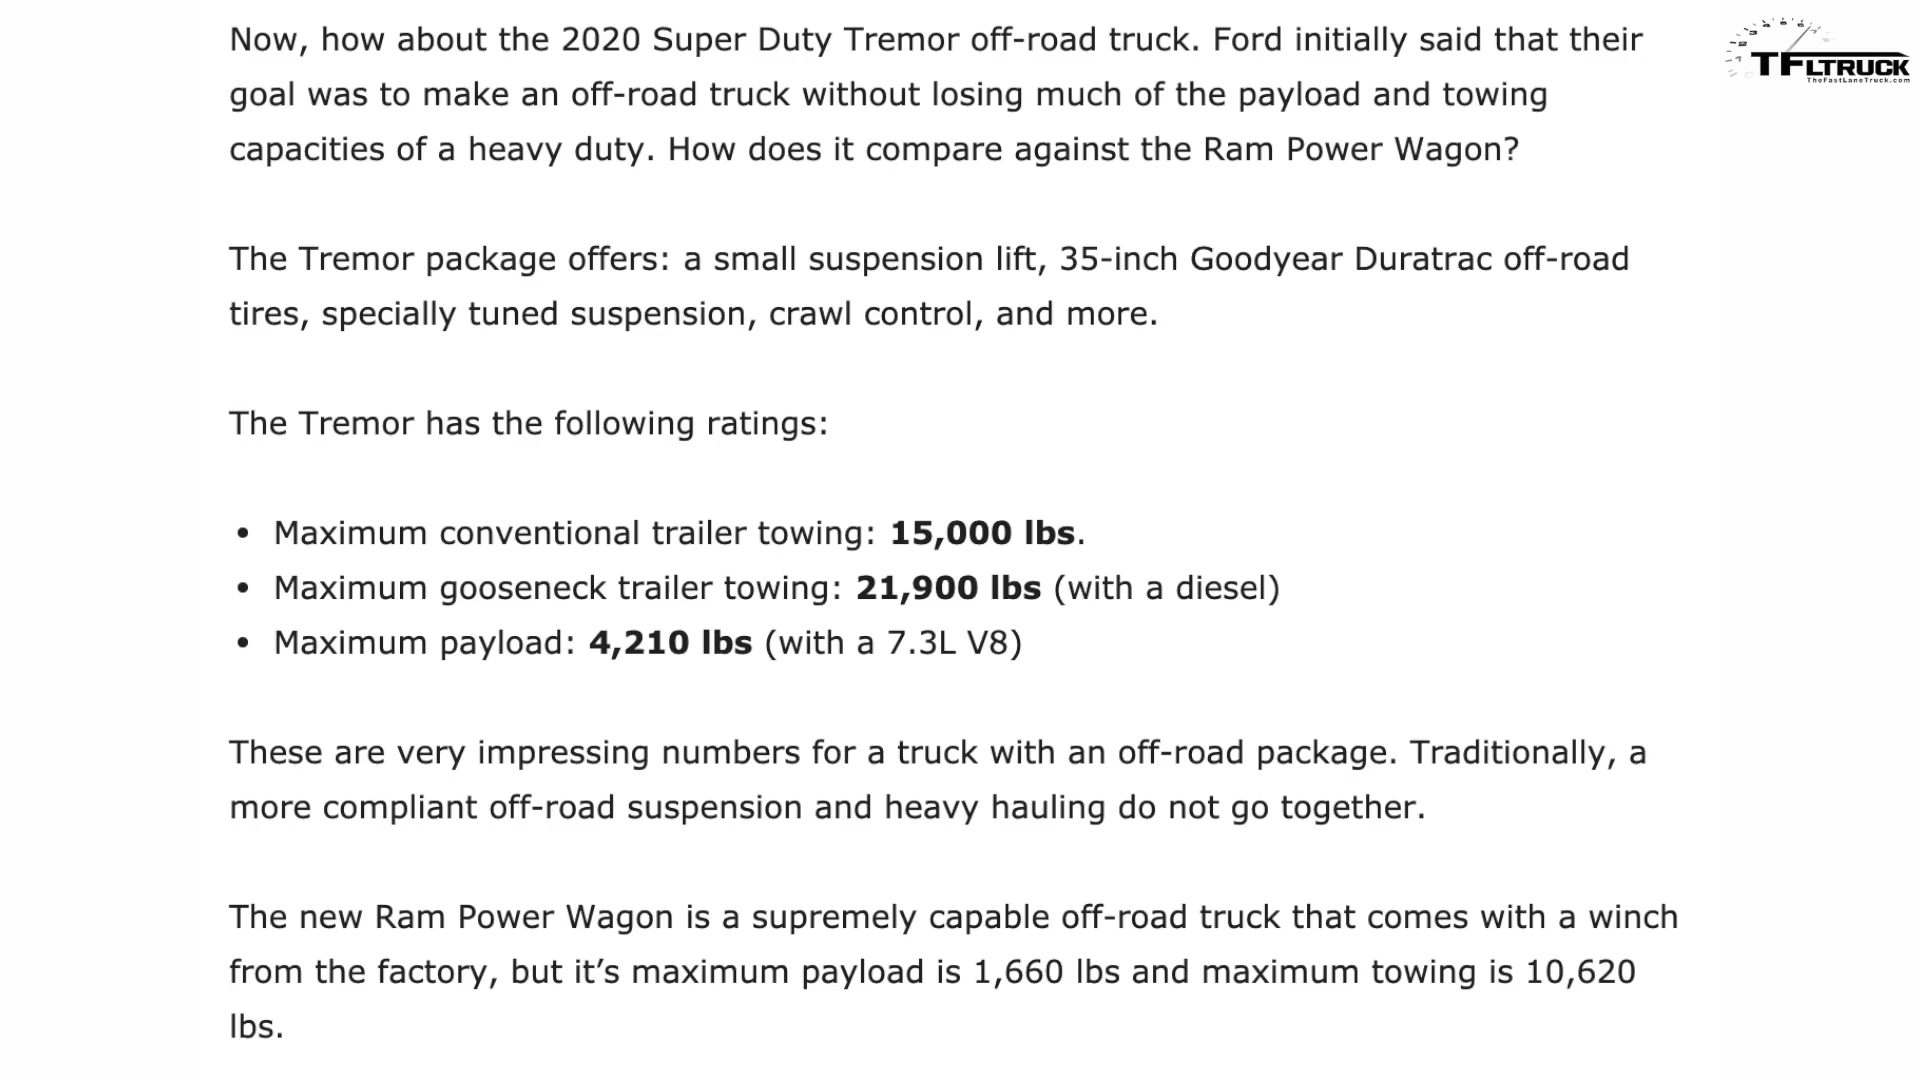 Now, how about the 2020 Super Duty Tremor off-road truck. Ford initially said that their
goal was to make an off-road truck without losing much of the payload and towing
capacities of a heavy duty. How does it compare against the Ram Power Wagon?
The Tremor package offers: a small suspension lift, 35-inch Goodyear Duratrac off-road
tires, specially tuned suspension, crawl control, and more.
The Tremor has the following ratings:
• Maximum conventional trailer towing: 15,000 lbs.
• Maximum gooseneck trailer towing: 21,900 lbs (with a diesel)
• Maximum payload: 4,210 lbs (with a 7.3L V8)
These are very impressing numbers for a truck with an off-road package. Traditionally, a
more compliant off-road suspension and heavy hauling do not go together.
The new Ram Power Wagon is a supremely capable off-road truck that comes with a winch
from the factory, but it’s maximum payload is 1,660 lbs and maximum towing is 10,620
lbs.
TFLTRUCK
TheFastLaneTruck.com